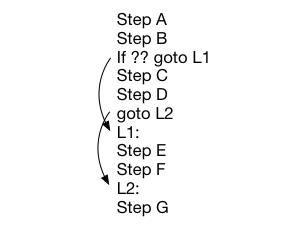 Step A
Step B
If ?? goto L1
Step C
Step D
goto L2
L1:
Step E
Step F
L2:
Step G